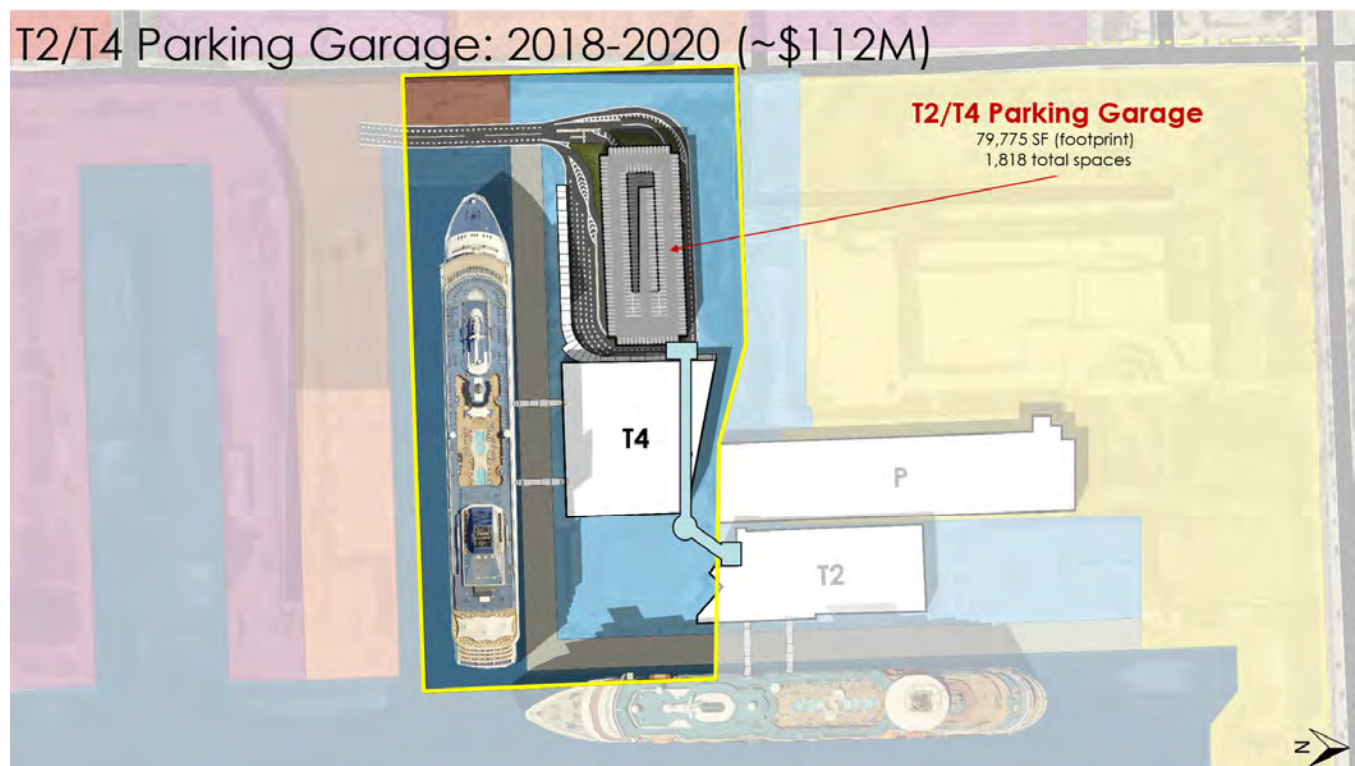 T2/T4 Parking Garage: 2018-2020 (~$112M)
T2/T4 Parking Garage
79,775 SF (footprint)
1,818 total spaces
T4
P
T2
N